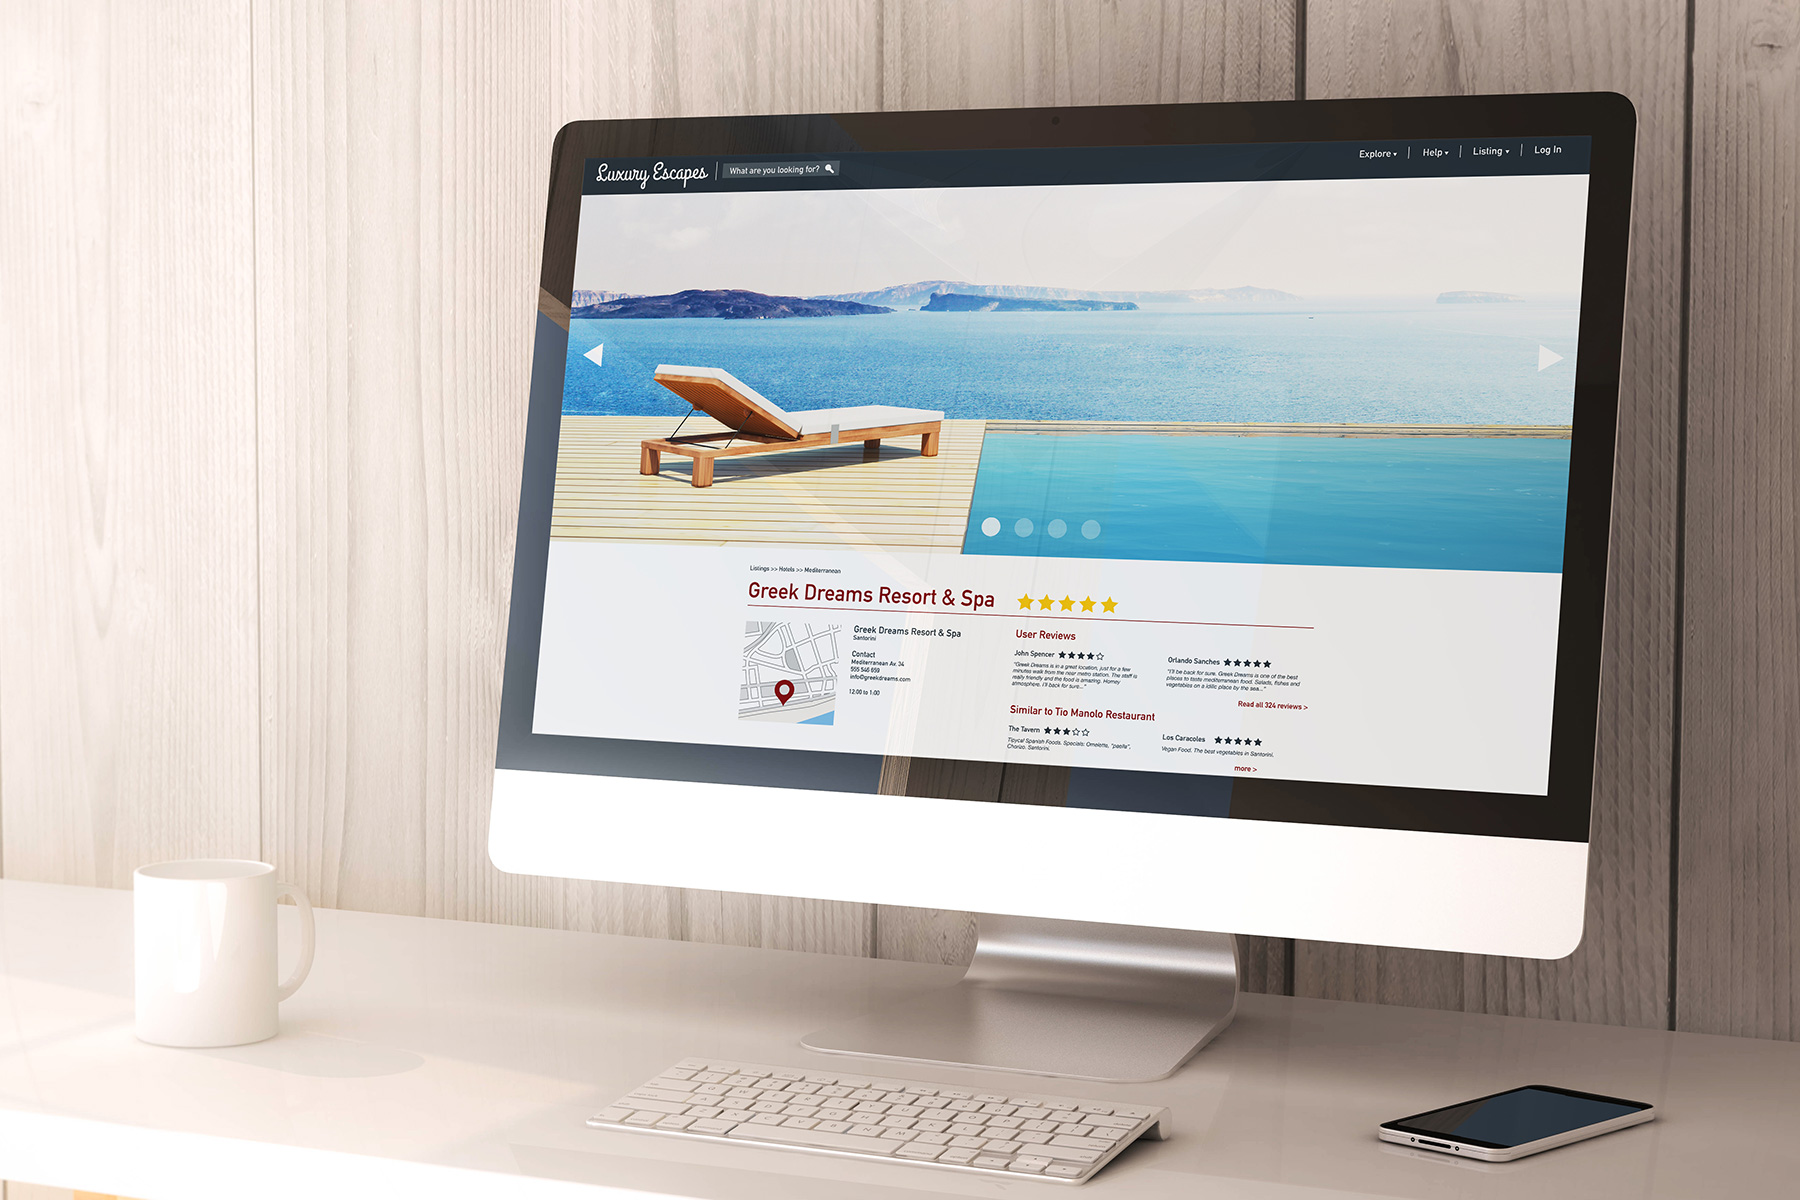 Luxury Escapes
What are you looking for?
Explore
Help
Listing
Log In
Listings >> Hotels >> Mediterranean
Greek Dreams Resort & Spa
Greek Dreams Resort & Spa
Santorini
Contact
Mediterranean Av. 34
555 546 659
info@greekdreams.com
12:00 to 1:00
User Reviews
John Spencer
"Greek Dreams is in a great location, just for a few
minutes walk from the near metro station. The staff is
really friendly and the food is amazing. Homey
atmosphere. I'll back for sure..."
Orlando Sanches
"I'll be back for sure. Greek Dreams is one of the best
places to taste mediterranean food. Salads, fishes and
vegetables on a idilic place by the sea..."
Read all 324 reviews >
Similar to Tio Manolo Restaurant
The Tavern
Tipycal Spanish Foods. Specials: Omelette, "paella",
Chorizo. Santorini.
Los Caracoles
Vegan Food. The best vegetables in Santorini.
more >